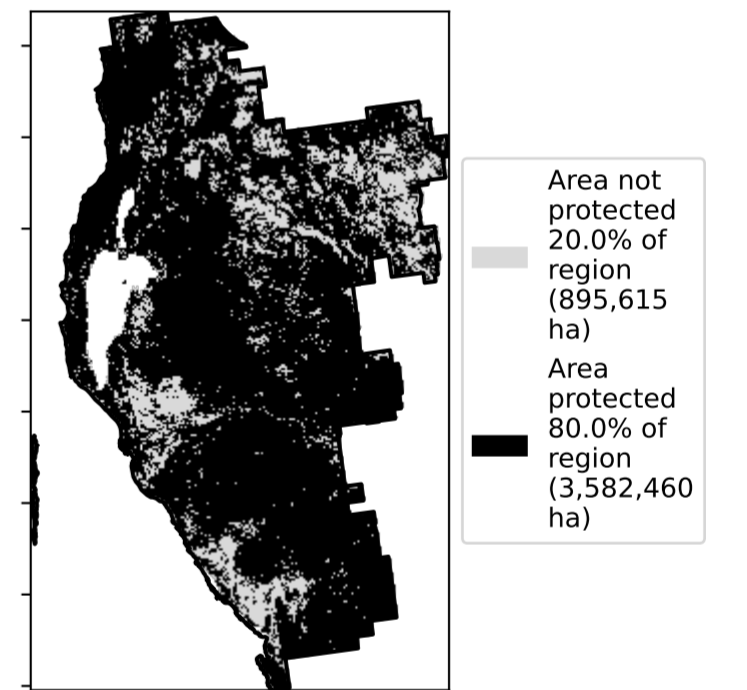 Area not
protected
20.0% of
region
(895,615
ha)
Area
protected
80.0% of
region
(3,582,460
ha)